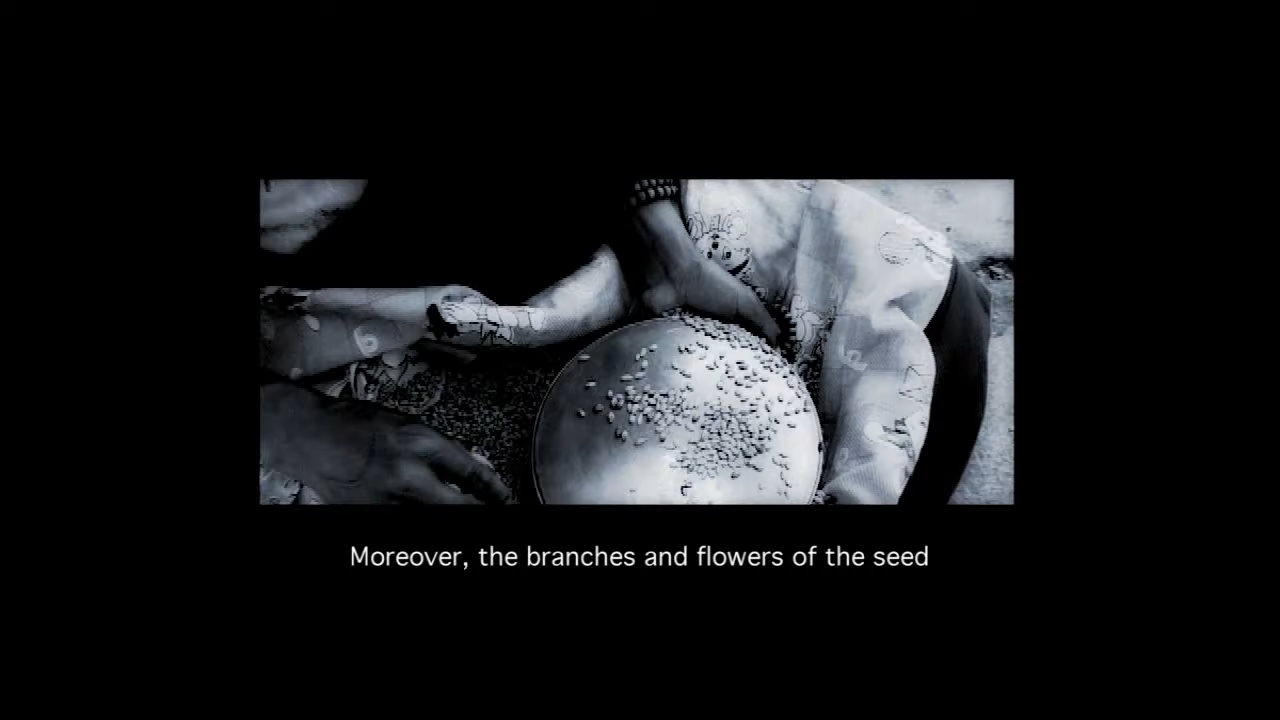 Moreover, the branches and flowers of the seed